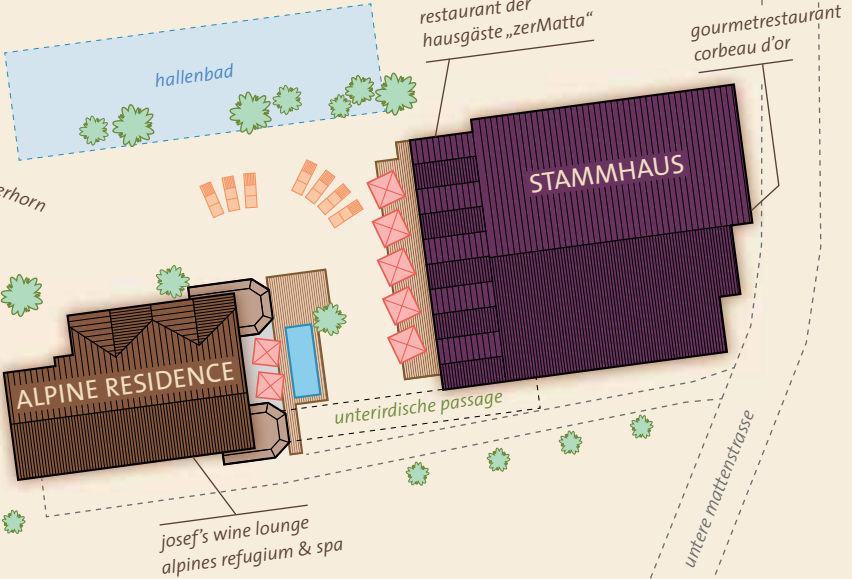 restaurant der
hausgäste „zerMatta“
gourmetrestaurant
corbeau d’or
hallenbad
STAMMHAUS
erhorn
ALPINE RESIDENCE
unterirdische passage
untere mattenstrasse
josef’s wine lounge
alpines refugium & spa